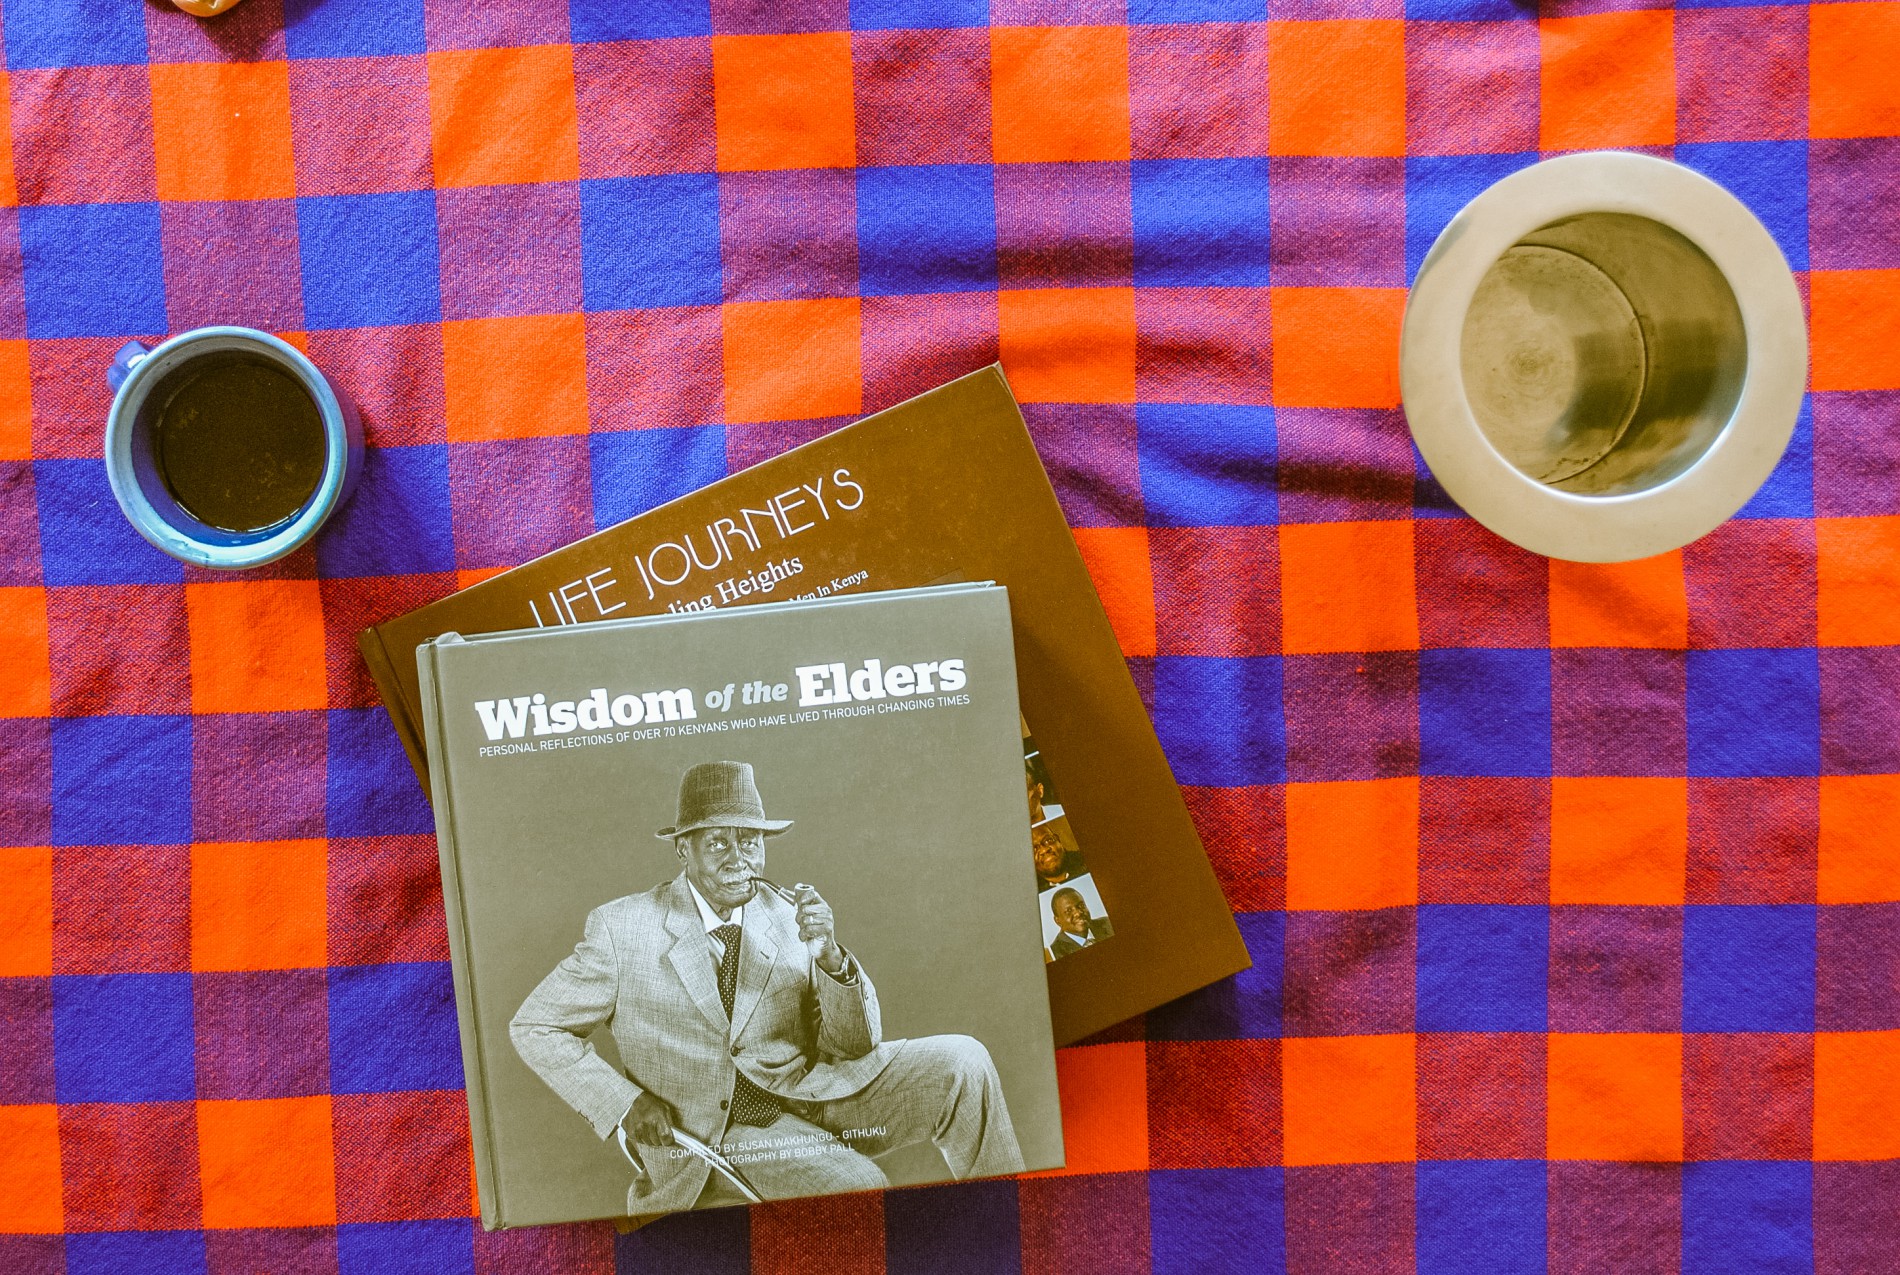 LIFE JOURNEYS
Heights
Men In Kenya
Wisdom of the Elders
PERSONAL REFLECTIONS OF OVER 70 KENYANS WHO HAVE LIVED THROUGH CHANGING TIMES
COMPILED BY SUSAN WAKHUNGU - GITHUKU
PHOTOGRAPHY BY BOBBY PALL